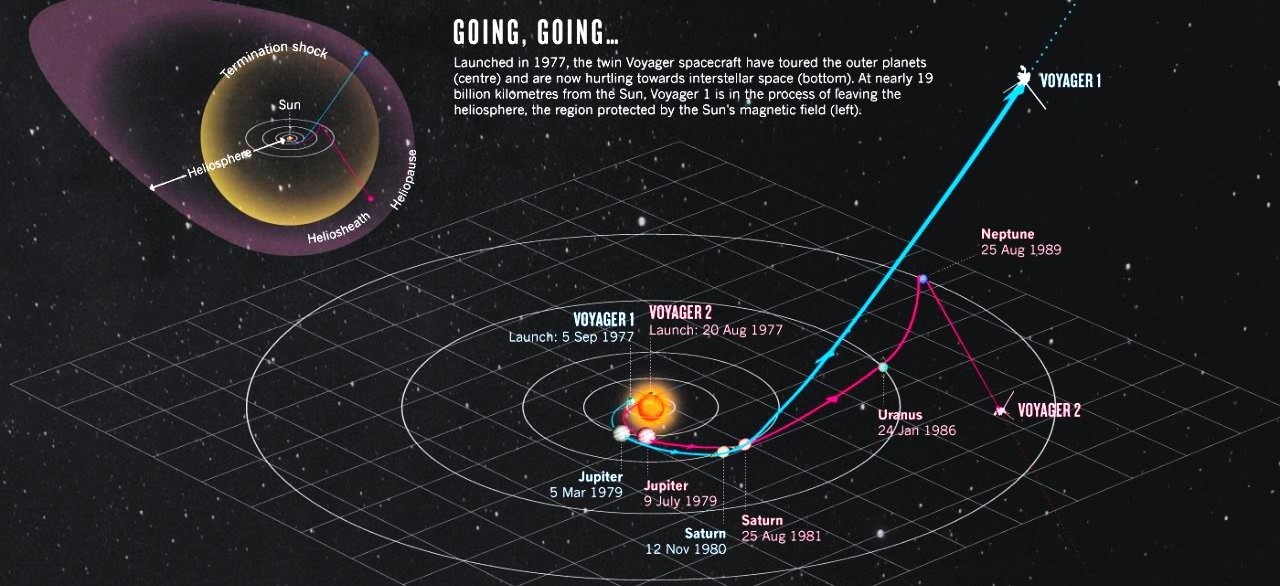 GOING, GOING...
Launched in 1977, the twin Voyager spacecraft have toured the outer planets
(centre) and are now hurtling towards interstellar space (bottom). At nearly 19
billion kilometres from the Sun, Voyager 1 is in the process of leaving the
heliosphere, the region protected by the Sun's magnetic field (left).
Termination shock
Sun
Heliosphere
Heliopause
Heliosheath
VOYAGER 1
Neptune
25 Aug 1989
VOYAGER 1
Launch: 5 Sep 1977
VOYAGER 2
Launch: 20 Aug 1977
Uranus
24 Jan 1986
VOYAGER 2
Jupiter
5 Mar 1979
Jupiter
9 July 1979
Saturn
12 Nov 1980
Saturn
25 Aug 1981